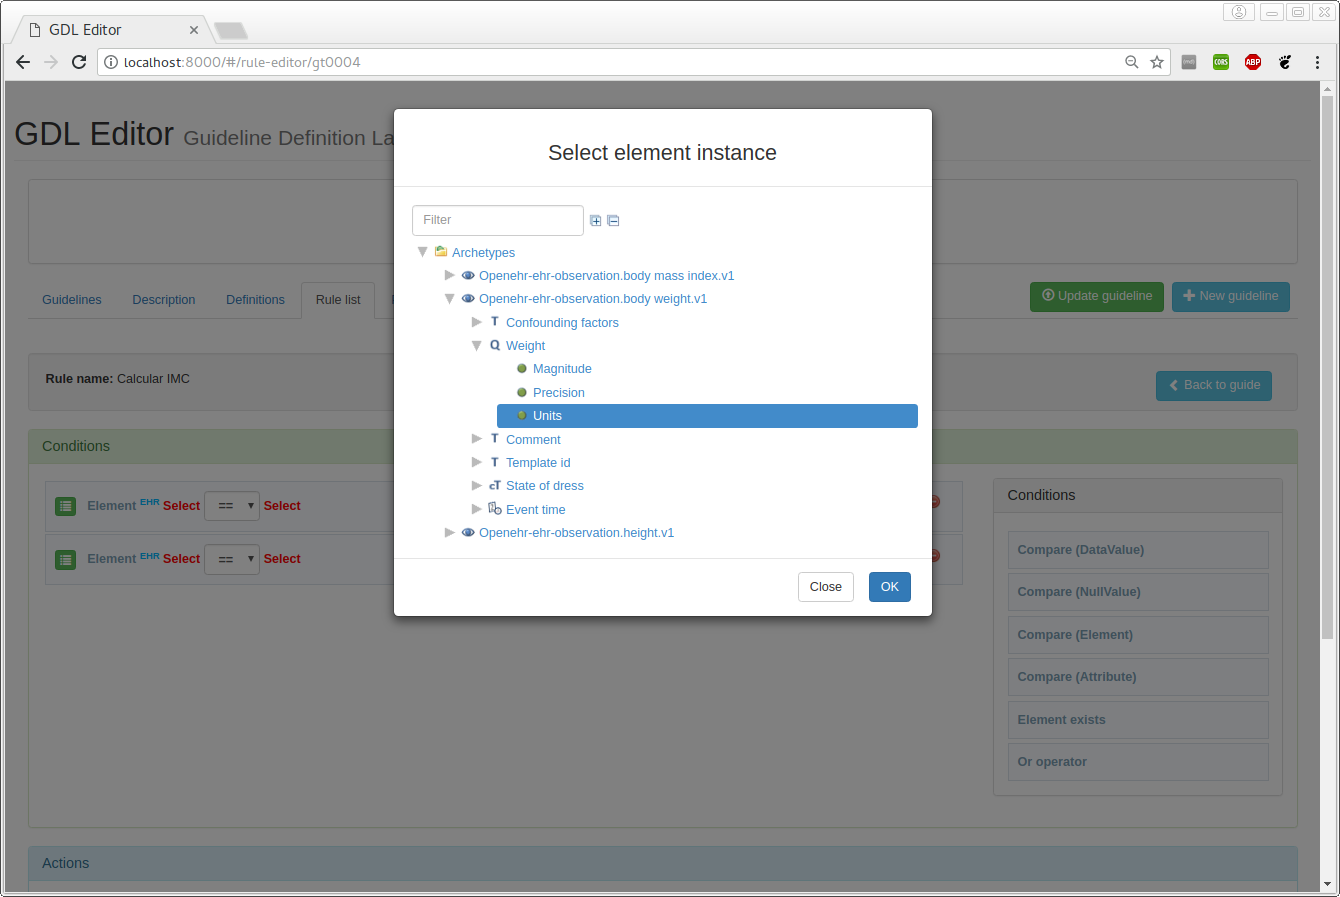 GDL Editor
localhost:8000/#/rule-editor/gt0004
GDL Editor Guideline Definition La
Select element instance
Filter
Archetypes
Openehr-ehr-observation.body mass index.v1
Openehr-ehr-observation.body weight.v1
Confounding factors
Weight
Magnitude
Precision
Units
Comment
Template id
State of dress
Event time
Openehr-ehr-observation.height.v1
Close OK
Guidelines Description Definitions Rule list Update guideline New guideline
Rule name: Calcular IMC Back to guide
Conditions
Element EHR Select == Select
Element EHR Select == Select
Conditions
Compare (DataValue)
Compare (NullValue)
Compare (Element)
Compare (Attribute)
Element exists
Or operator
Actions
CORS
ABP